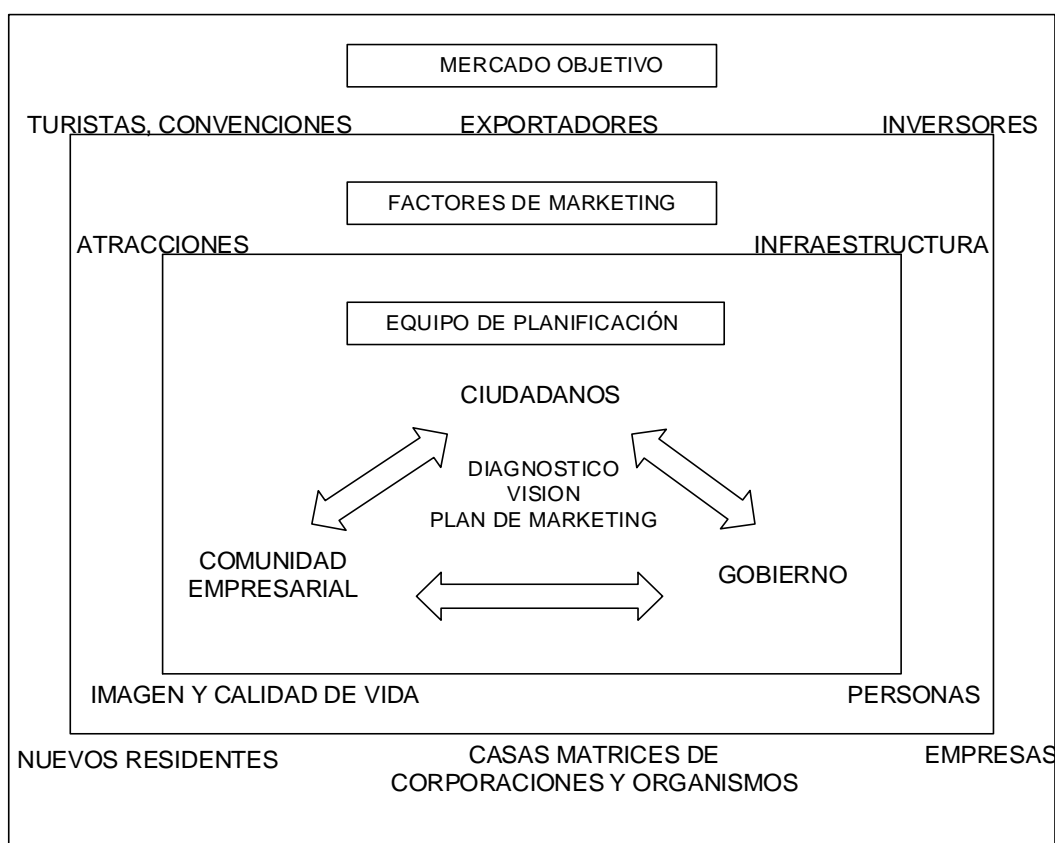 MERCADO OBJETIVO
TURISTAS, CONVENCIONES
EXPORTADORES
INVERSORES
FACTORES DE MARKETING
ATRACCIONES
INFRAESTRUCTURA
EQUIPO DE PLANIFICACIÓN
CIUDADANOS
DIAGNOSTICO
VISION
PLAN DE MARKETING
COMUNIDAD
EMPRESARIAL
GOBIERNO
IMAGEN Y CALIDAD DE VIDA
PERSONAS
NUEVOS RESIDENTES
CASAS MATRICES DE
CORPORACIONES Y ORGANISMOS
EMPRESAS